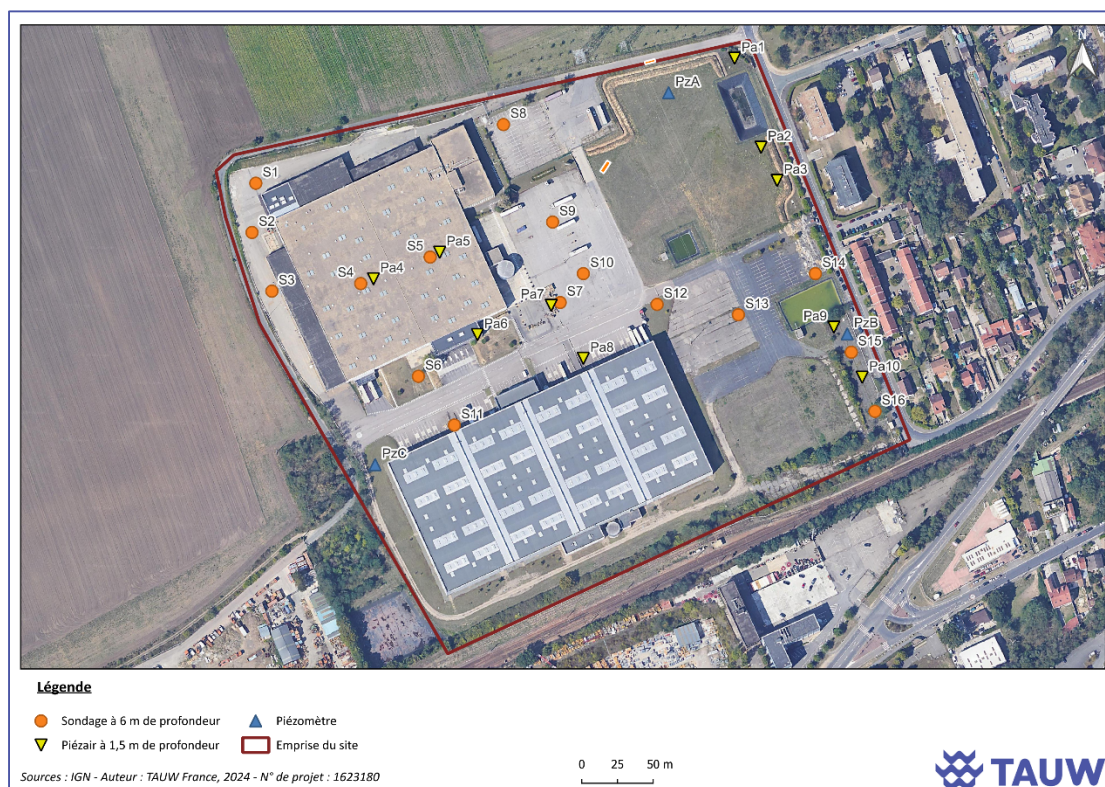 N
Pa1
PzA
S8
Pa2
Pa3
S1
S2
S9
S5
Pa5
S3
S4
Pa4
S10
S14
Pa7
S7
S12
S13
Pa9
PzB
Pa6
S15
Pa8
S6
Pa10
S16
S11
PzC
Légende
Sondage à 6 m de profondeur
Piézomètre
Piézair à 1,5 m de profondeur
Emprise du site
Sources : IGN - Auteur : TAUW France, 2024 - N° de projet : 1623180
0 25 50 m
TAUW